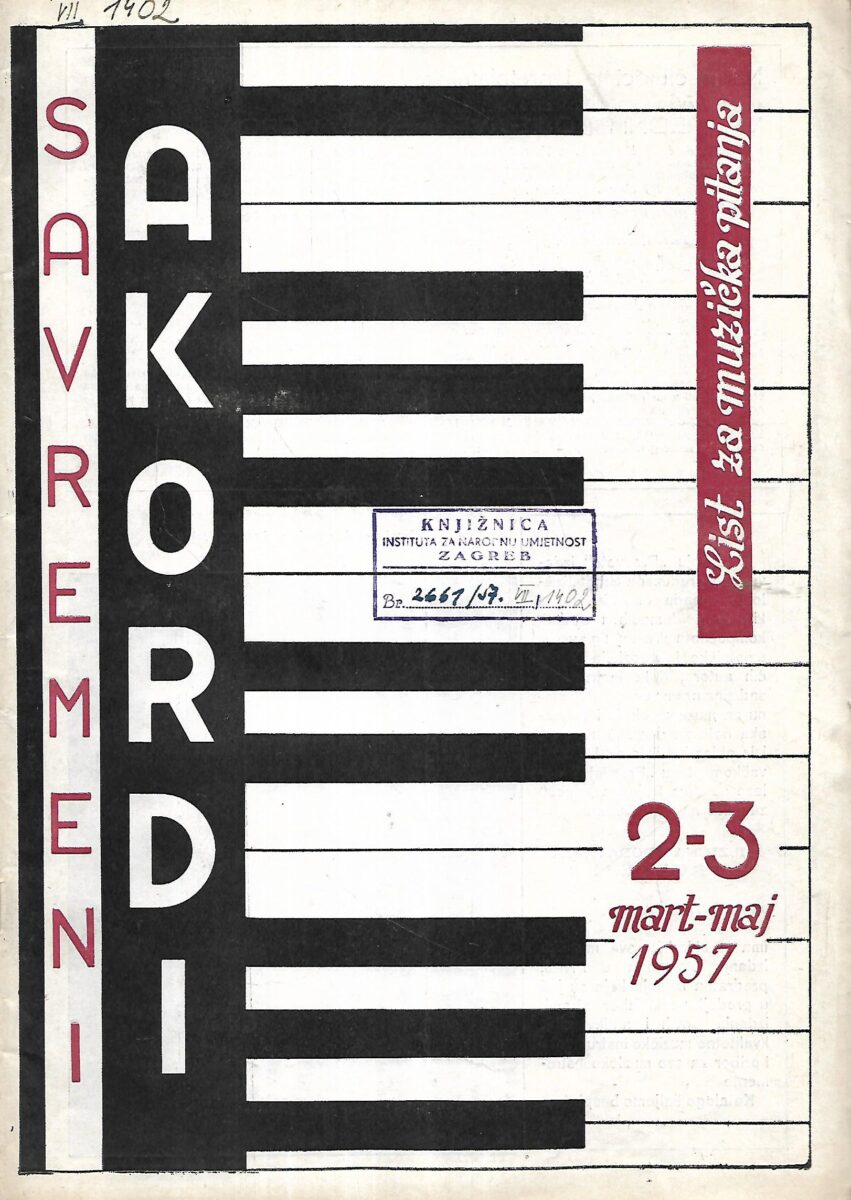 VII 1402
SAVREMENI
AKORDI
List za muzička pitanja
KNJIŽNICA
INSTITUTA ZA NARODNU UMJETNOST
ZAGREB
Br. 2661/57. VII, 1402
2-3
mart-maj
1957